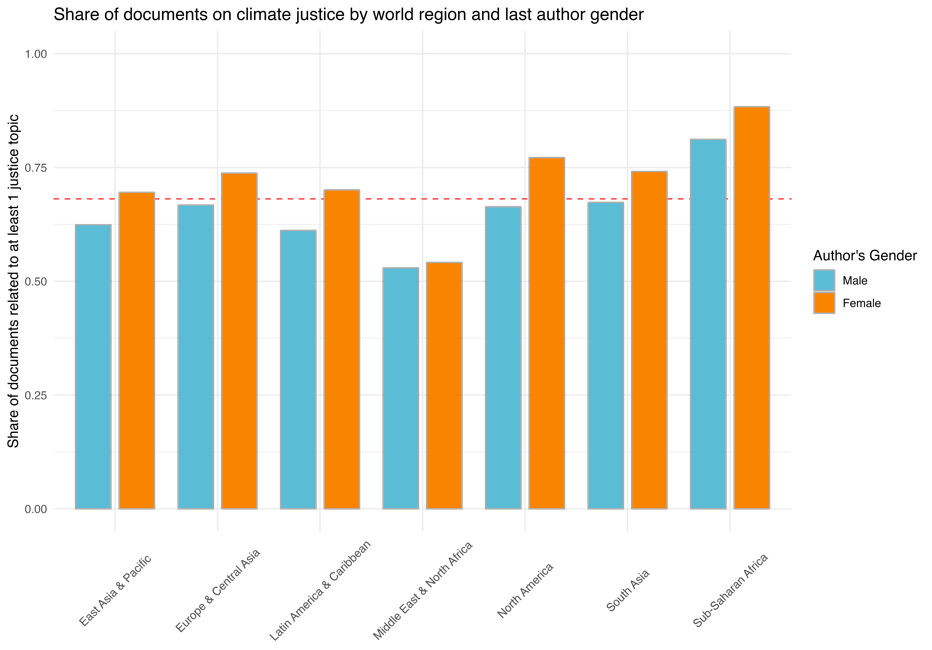 Share of documents on climate justice by world region and last author gender
Share of documents related to at least 1 justice topic
1.00
0.75
0.50
0.25
0.00
East Asia & Pacific
Europe & Central Asia
Latin America & Caribbean
Middle East & North Africa
North America
South Asia
Sub-Saharan Africa
Author's Gender
Male
Female